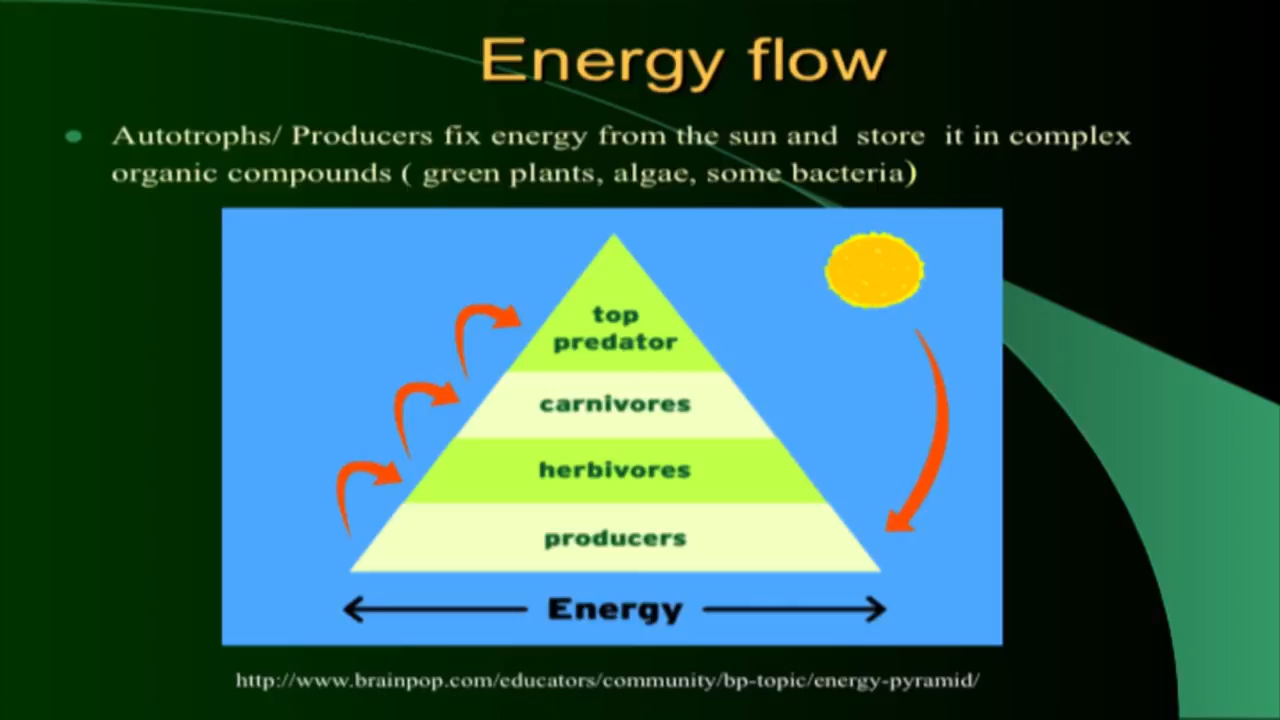 Energy flow
Autotrophs/ Producers fix energy from the sun and store it in complex
organic compounds ( green plants, algae, some bacteria)
top
predator
carnivores
herbivores
producers
Energy
http://www.brainpop.com/educators/community/bp-topic/energy-pyramid/